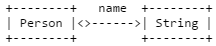 +--------+   name   +--------+
| Person |<>------>| String |
+--------+          +--------+